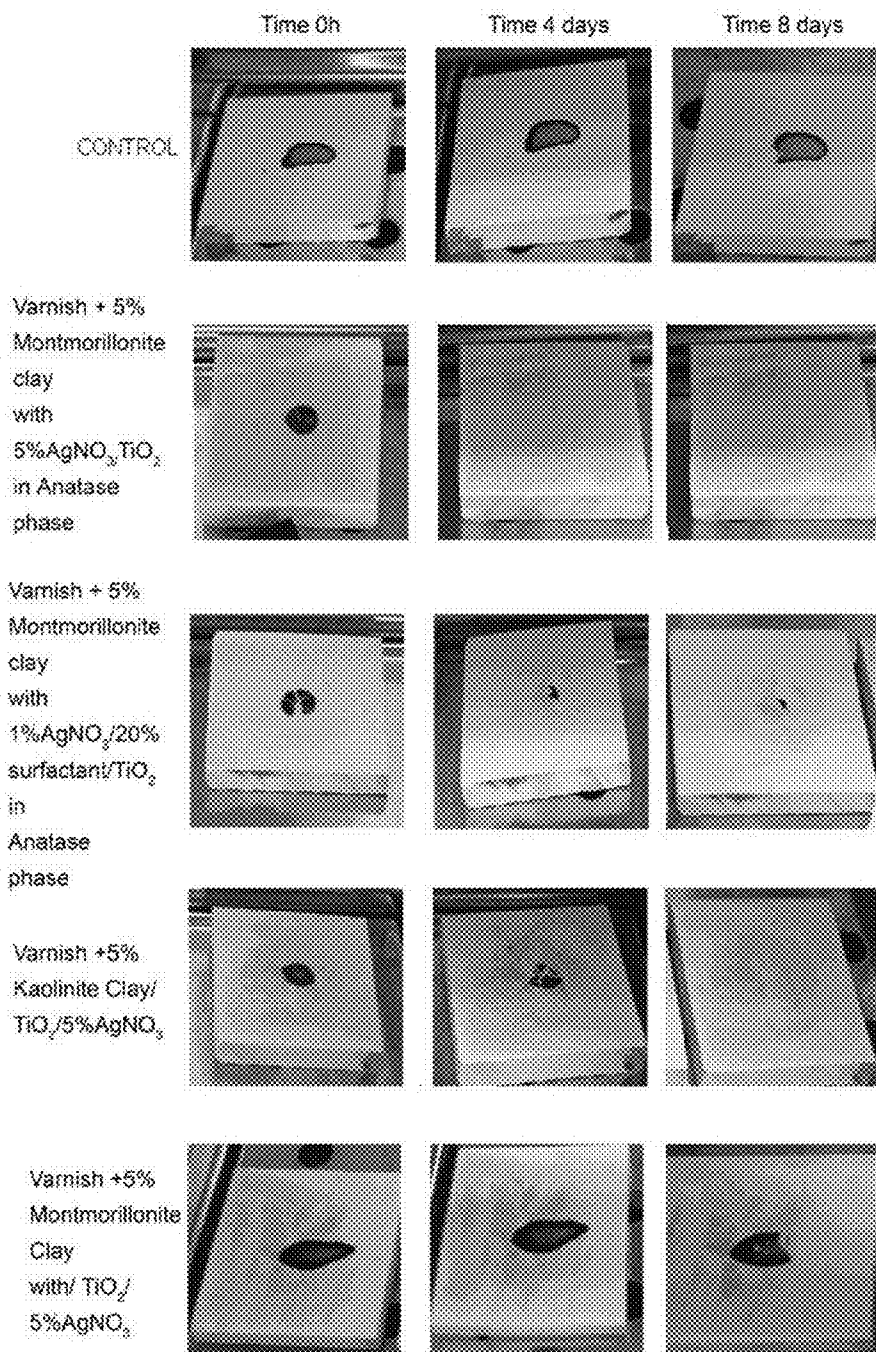 Time 0h
Time 4 days
Time 8 days
CONTROL
Varnish + 5%
Montmorillonite
clay
with
5%AgNO₃,TiO₂
in Anatase
phase
Varnish + 5%
Montmorillonite
clay
with
1%AgNO₃/20%
surfactant/TiO₂
in
Anatase
phase
Varnish +5%
Kaolinite Clay/
TiO₂/5%AgNO₃
Varnish +5%
Montmorillonite
Clay
with/ TiO₂/
5%AgNO₃